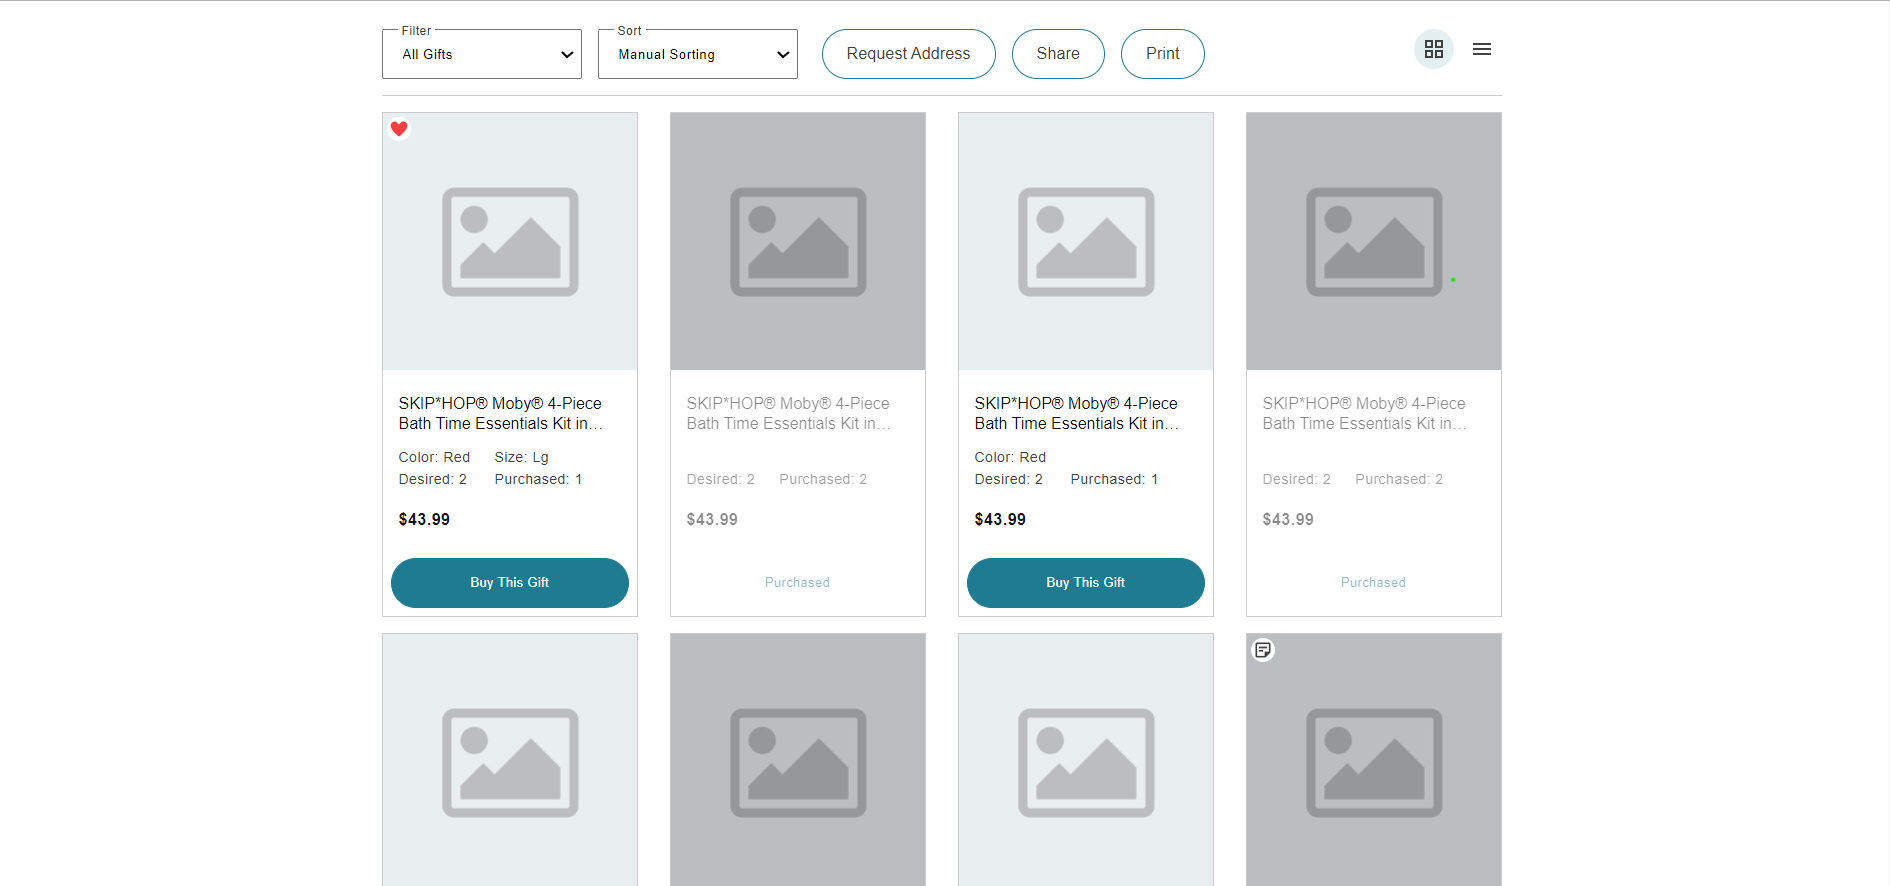 Filter
All Gifts
Sort
Manual Sorting
Request Address
Share
Print
SKIP*HOP® Moby® 4-Piece
Bath Time Essentials Kit in...
Color: Red Size: Lg
Desired: 2 Purchased: 1
$43.99
Buy This Gift
SKIP*HOP® Moby® 4-Piece
Bath Time Essentials Kit in...
Desired: 2 Purchased: 2
$43.99
Purchased
SKIP*HOP® Moby® 4-Piece
Bath Time Essentials Kit in...
Color: Red
Desired: 2 Purchased: 1
$43.99
Buy This Gift
SKIP*HOP® Moby® 4-Piece
Bath Time Essentials Kit in...
Desired: 2 Purchased: 2
$43.99
Purchased